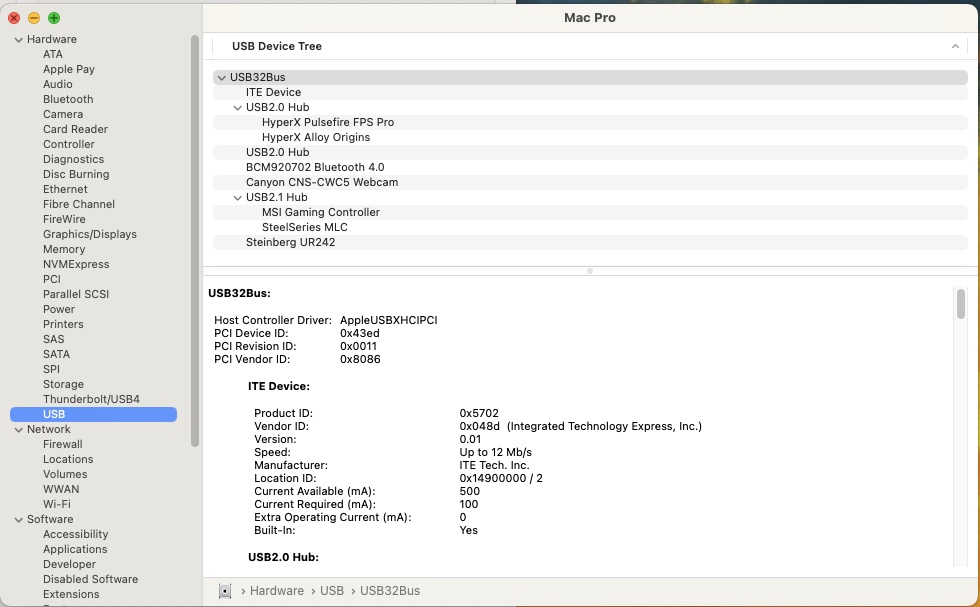 Mac Pro
Hardware
ATA
Apple Pay
Audio
Bluetooth
Camera
Card Reader
Controller
Diagnostics
Disc Burning
Ethernet
Fibre Channel
FireWire
Graphics/Displays
Memory
NVMExpress
PCI
Parallel SCSI
Power
Printers
SAS
SATA
SPI
Storage
Thunderbolt/USB4
USB
Network
Firewall
Locations
Volumes
WWAN
Wi-Fi
Software
Accessibility
Applications
Developer
Disabled Software
Extensions
USB Device Tree
USB32Bus
ITE Device
USB2.0 Hub
HyperX Pulsefire FPS Pro
HyperX Alloy Origins
USB2.0 Hub
BCM920702 Bluetooth 4.0
Canyon CNS-CWC5 Webcam
USB2.1 Hub
MSI Gaming Controller
SteelSeries MLC
Steinberg UR242
USB32Bus:
Host Controller Driver: AppleUSBXHCIPCI
PCI Device ID: 0x43ed
PCI Revision ID: 0x0011
PCI Vendor ID: 0x8086
ITE Device:
Product ID: 0x5702
Vendor ID: 0x048d (Integrated Technology Express, Inc.)
Version: 0.01
Speed: Up to 12 Mb/s
Manufacturer: ITE Tech. Inc.
Location ID: 0x14900000 / 2
Current Available (mA): 500
Current Required (mA): 100
Extra Operating Current (mA): 0
Built-In: Yes
USB2.0 Hub:
› Hardware › USB › USB32Bus